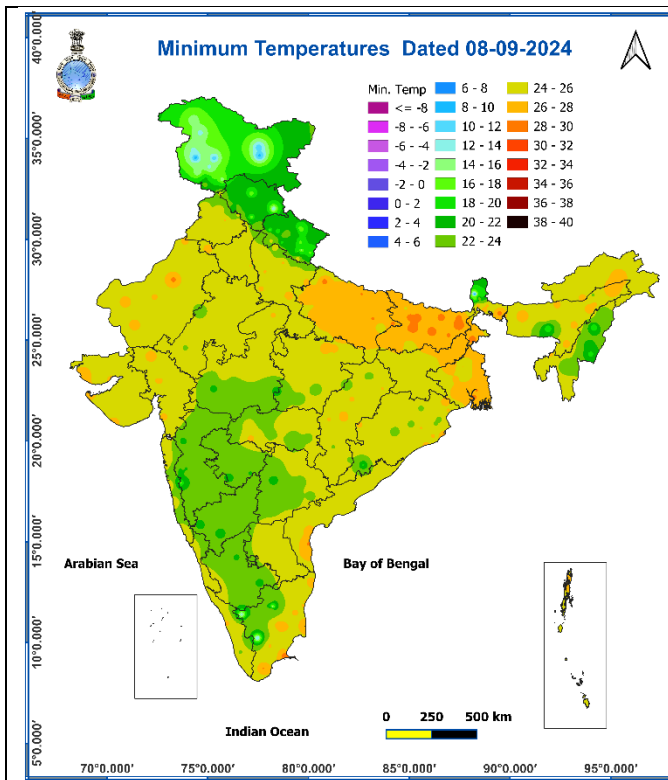 Minimum Temperatures Dated 08-09-2024
Min. Temp
<= -8
-8 - -6
-6 - -4
-4 - -2
-2 - 0
0 - 2
2 - 4
4 - 6
6 - 8
8 - 10
10 - 12
12 - 14
14 - 16
16 - 18
18 - 20
20 - 22
22 - 24
24 - 26
26 - 28
28 - 30
30 - 32
32 - 34
34 - 36
36 - 38
38 - 40
40°0.000'
35°0.000'
30°0.000'
25°0.000'
20°0.000'
15°0.000'
10°0.000'
5°0.000'
Arabian Sea
Bay of Bengal
Indian Ocean
0 250 500 km
70°0.000' 75°0.000' 80°0.000' 85°0.000' 90°0.000' 95°0.000'